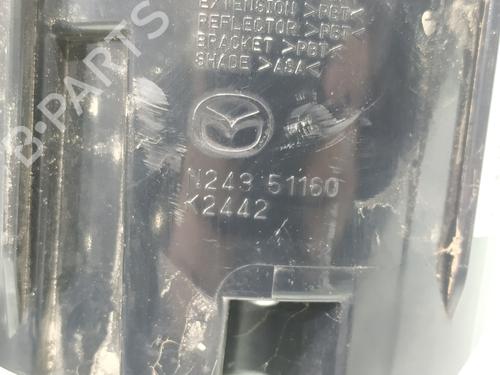 EXTENSION >PBT<
REFLECTOR >PBT<
BRACKET >PBT<
SHADE >ASA<
N243 51160
K2442
B-PARTS